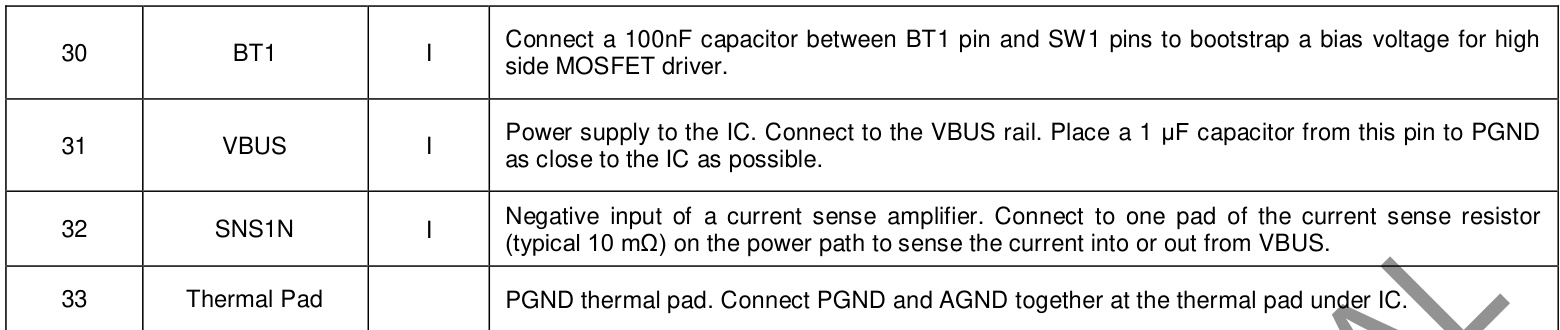 30 BT1 I Connect a 100nF capacitor between BT1 pin and SW1 pins to bootstrap a bias voltage for high
side MOSFET driver.
31 VBUS I Power supply to the IC. Connect to the VBUS rail. Place a 1 µF capacitor from this pin to PGND
as close to the IC as possible.
32 SNS1N I Negative input of a current sense amplifier. Connect to one pad of the current sense resistor
(typical 10 mΩ) on the power path to sense the current into or out from VBUS.
33 Thermal Pad PGND thermal pad. Connect PGND and AGND together at the thermal pad under IC.